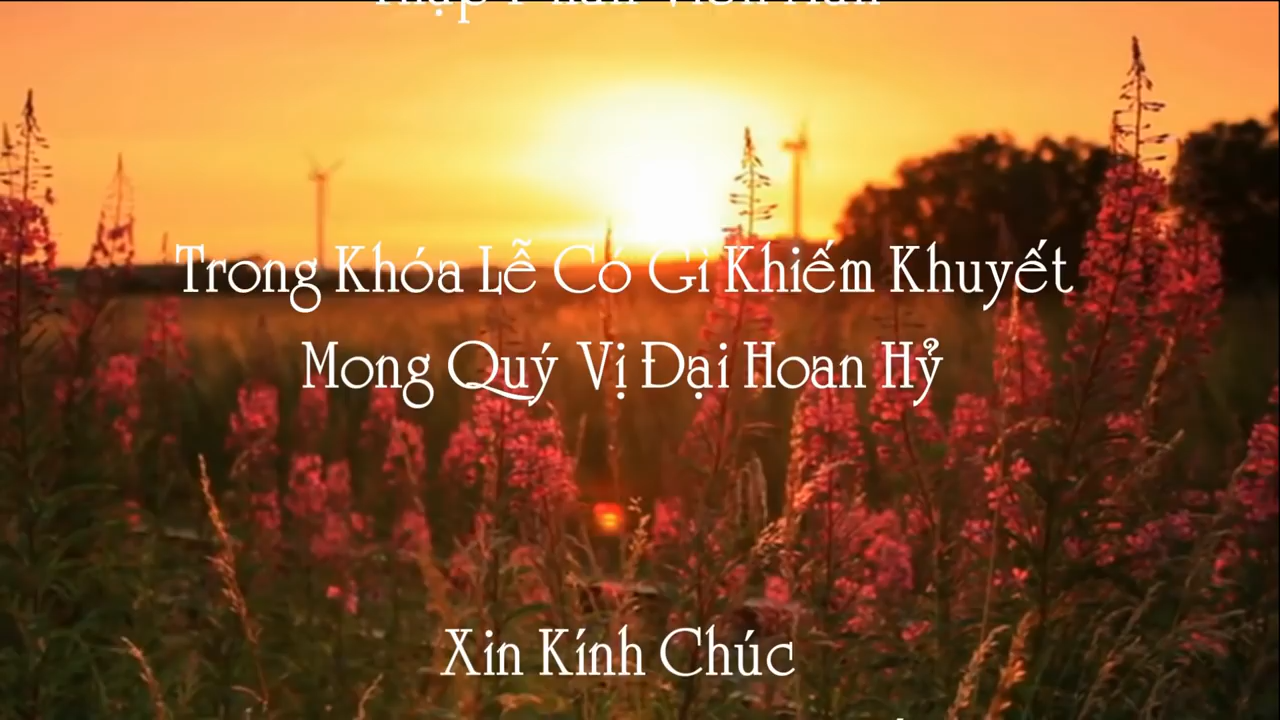 Trong Khóa Lễ Có Gì Khiếm Khuyết
Mong Quý Vị Đại Hoan Hỷ
Xin Kính Chúc